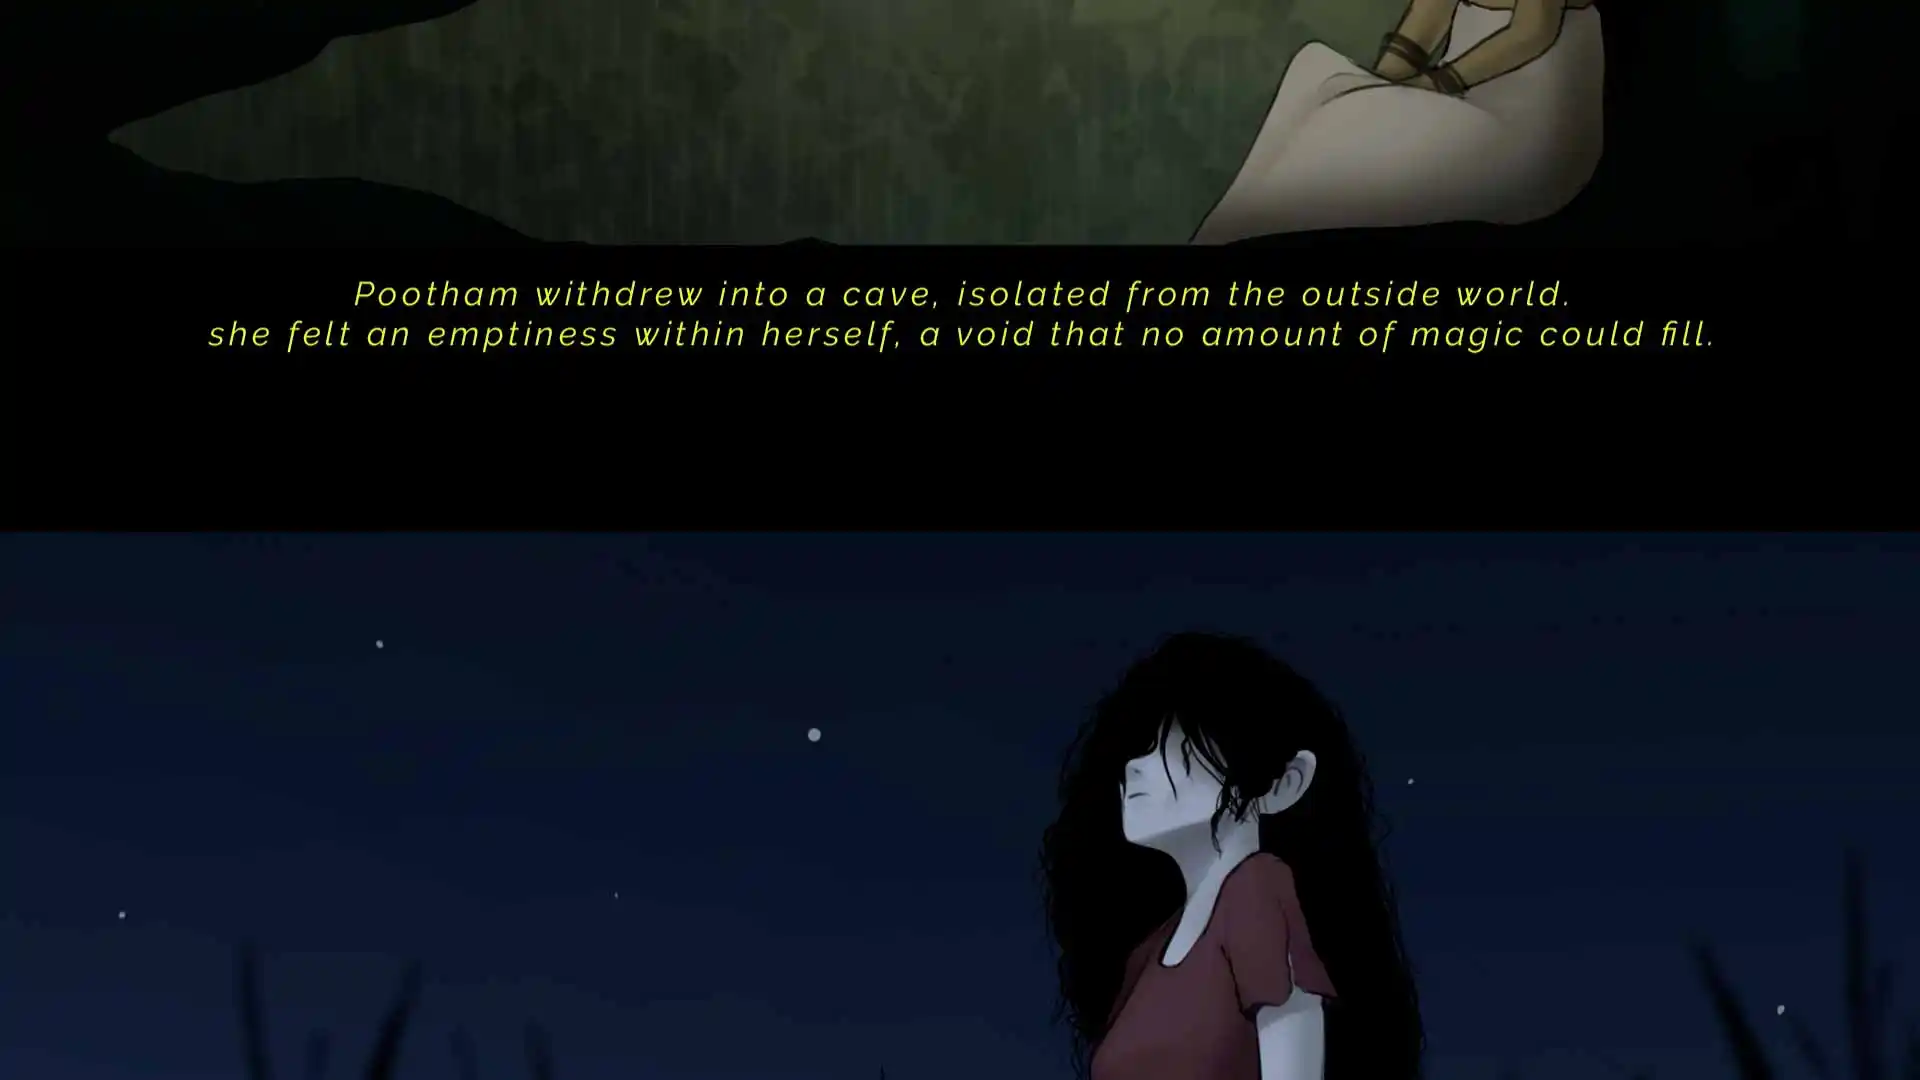 Pootham withdrew into a cave, isolated from the outside world.
she felt an emptiness within herself, a void that no amount of magic could fill.